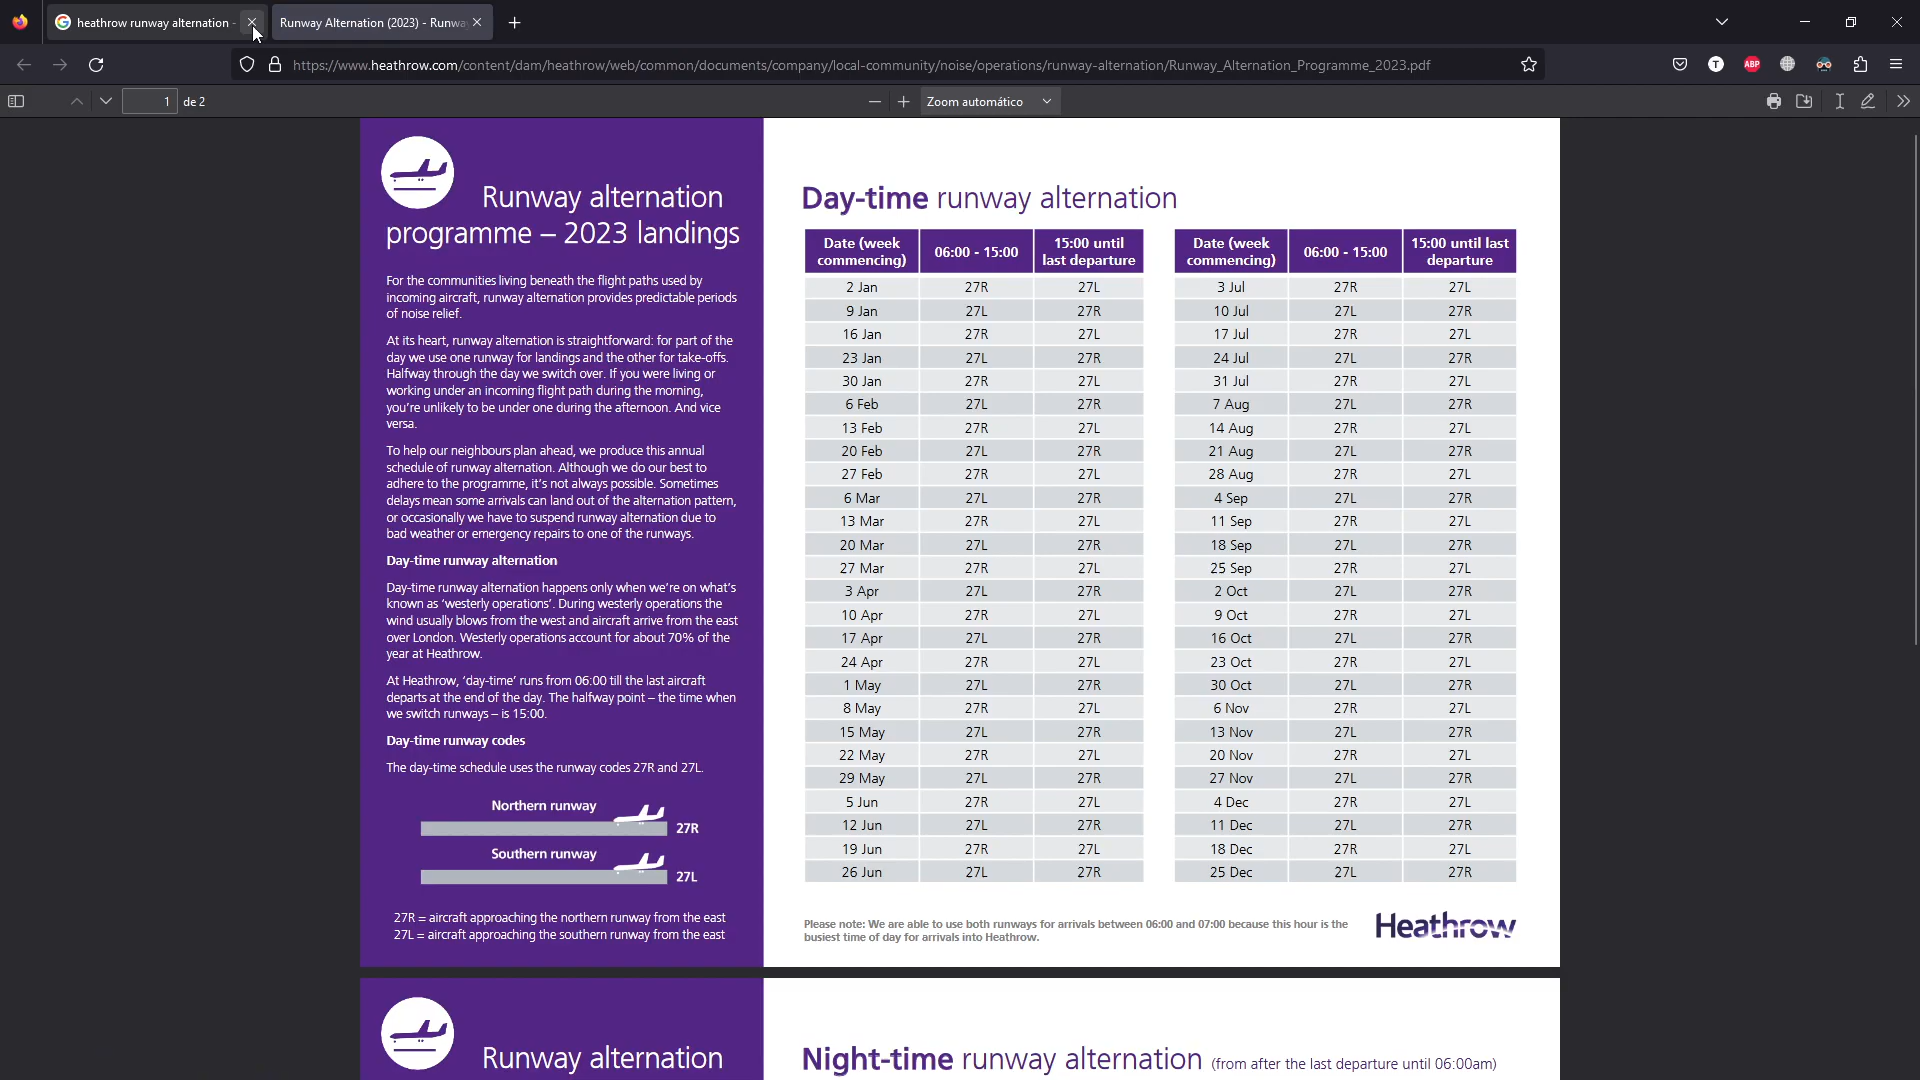 heathrow runway alternation -
Runway Alternation (2023) - Runwa
https://www.heathrow.com/content/dam/heathrow/web/common/documents/company/local-community/noise/operations/runway-alternation/Runway_Alternation_Programme_2023.pdf
T
ABP
1 de 2
Zoom automático
Runway alternation
programme – 2023 landings
For the communities living beneath the flight paths used by
incoming aircraft, runway alternation provides predictable periods
of noise relief.
At its heart, runway alternation is straightforward: for part of the
day we use one runway for landings and the other for take-offs.
Halfway through the day we switch over. If you were living or
working under an incoming flight path during the morning,
you're unlikely to be under one during the afternoon. And vice
versa.
To help our neighbours plan ahead, we produce this annual
schedule of runway alternation. Although we do our best to
adhere to the programme, it's not always possible. Sometimes
delays mean some arrivals can land out of the alternation pattern,
or occasionally we have to suspend runway alternation due to
bad weather or emergency repairs to one of the runways.
Day-time runway alternation
Day-time runway alternation happens only when we're on what's
known as 'westerly operations'. During westerly operations the
wind usually blows from the west and aircraft arrive from the east
over London. Westerly operations account for about 70% of the
year at Heathrow.
At Heathrow, 'day-time' runs from 06:00 till the last aircraft
departs at the end of the day. The halfway point – the time when
we switch runways – is 15:00.
Day-time runway codes
The day-time schedule uses the runway codes 27R and 27L.
Northern runway
27R
Southern runway
27L
27R = aircraft approaching the northern runway from the east
27L = aircraft approaching the southern runway from the east
Day-time runway alternation
Date (week commencing) 06:00 - 15:00 15:00 until last departure
2 Jan 27R 27L
9 Jan 27L 27R
16 Jan 27R 27L
23 Jan 27L 27R
30 Jan 27R 27L
6 Feb 27L 27R
13 Feb 27R 27L
20 Feb 27L 27R
27 Feb 27R 27L
6 Mar 27L 27R
13 Mar 27R 27L
20 Mar 27L 27R
27 Mar 27R 27L
3 Apr 27L 27R
10 Apr 27R 27L
17 Apr 27L 27R
24 Apr 27R 27L
1 May 27L 27R
8 May 27R 27L
15 May 27L 27R
22 May 27R 27L
29 May 27L 27R
5 Jun 27R 27L
12 Jun 27L 27R
19 Jun 27R 27L
26 Jun 27L 27R
Date (week commencing) 06:00 - 15:00 15:00 until last departure
3 Jul 27R 27L
10 Jul 27L 27R
17 Jul 27R 27L
24 Jul 27L 27R
31 Jul 27R 27L
7 Aug 27L 27R
14 Aug 27R 27L
21 Aug 27L 27R
28 Aug 27R 27L
4 Sep 27L 27R
11 Sep 27R 27L
18 Sep 27L 27R
25 Sep 27R 27L
2 Oct 27L 27R
9 Oct 27R 27L
16 Oct 27L 27R
23 Oct 27R 27L
30 Oct 27L 27R
6 Nov 27R 27L
13 Nov 27L 27R
20 Nov 27R 27L
27 Nov 27L 27R
4 Dec 27R 27L
11 Dec 27L 27R
18 Dec 27R 27L
25 Dec 27L 27R
Please note: We are able to use both runways for arrivals between 06:00 and 07:00 because this hour is the
busiest time of day for arrivals into Heathrow.
Heathrow
Runway alternation
Night-time runway alternation (from after the last departure until 06:00am)